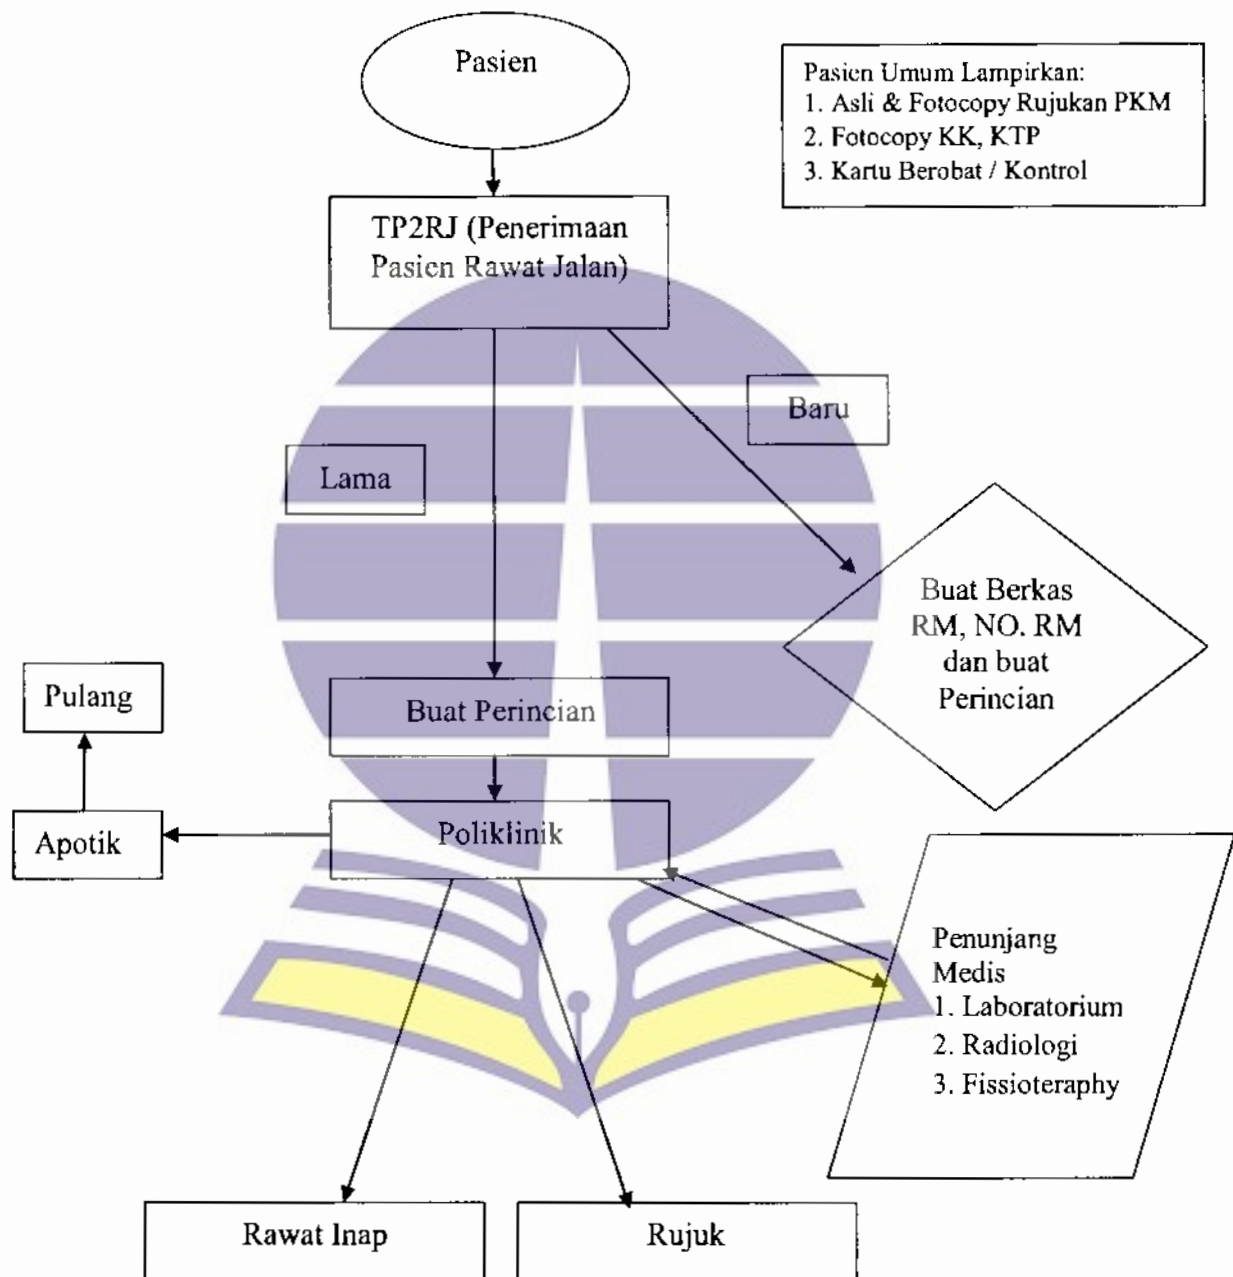 Pasien
Pasien Umum Lampirkan:
1. Asli & Fotocopy Rujukan PKM
2. Fotocopy KK, KTP
3. Kartu Berobat / Kontrol
TP2RJ (Penerimaan
Pasien Rawat Jalan)
Baru
Lama
Buat Berkas
RM, NO. RM
dan buat
Perincian
Pulang
Buat Perincian
Apotik
Poliklinik
Penunjang
Medis
1. Laboratorium
2. Radiologi
3. Fissioteraphy
Rawat Inap
Rujuk